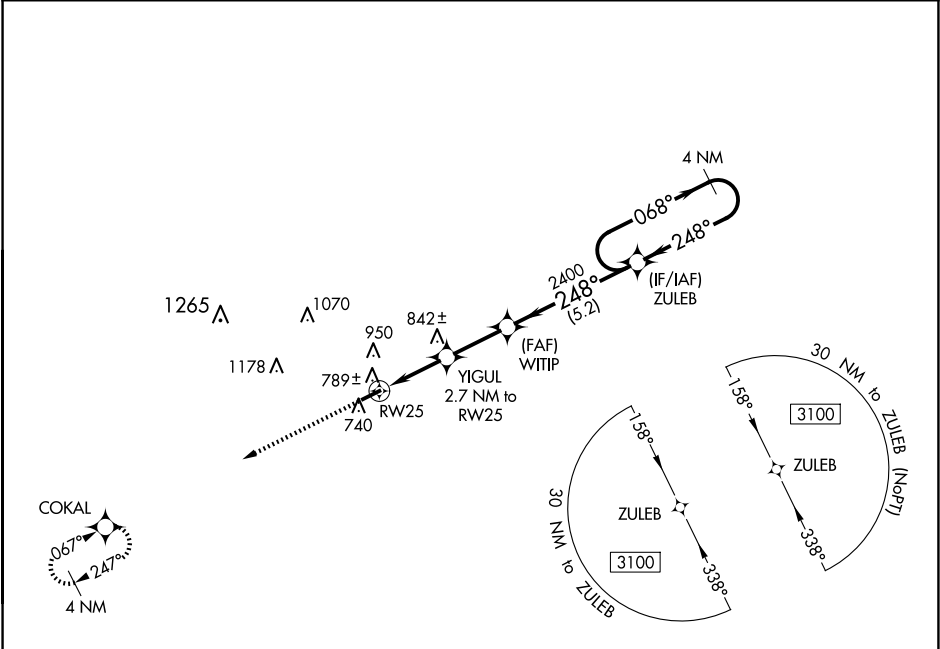 4 NM
068°
248°
(IF/IAF)
ZULEB
2400
248°
(5.2)
(FAF)
WITIP
1265
1070
842±
950
1178
789±
YIGUL
2.7 NM to
RW25
RW25
740
30 NM to ZULEB (NoPT)
158°
3100
ZULEB
338°
158°
ZULEB
3100
338°
30 NM to ZULEB
COKAL
067°
247°
4 NM